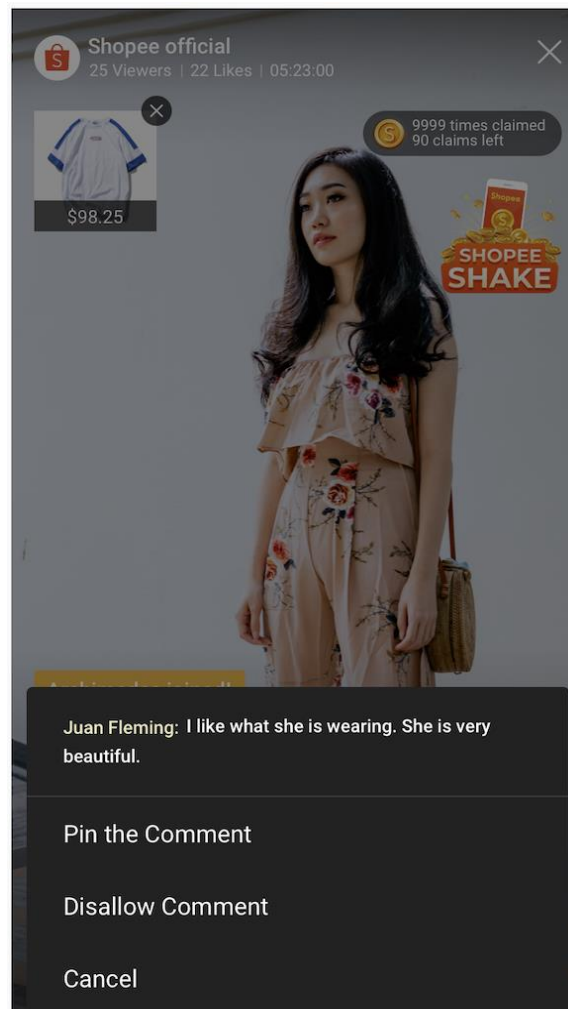 Shopee official
25 Viewers | 22 Likes | 05:23:00
$98.25
9999 times claimed
90 claims left
Shopee
SHOPEE
SHAKE
Juan Fleming: I like what she is wearing. She is very
beautiful.
Pin the Comment
Disallow Comment
Cancel